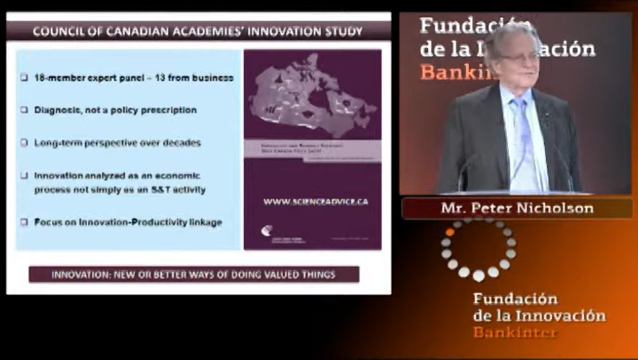 COUNCIL OF CANADIAN ACADEMIES' INNOVATION STUDY
18-member expert panel – 13 from business
Diagnosis, not a policy prescription
Long-term perspective over decades
Innovation analyzed as an economic
process not simply as an S&T activity
Focus on Innovation-Productivity linkage
WWW.SCIENCEADVICE.CA
INNOVATION: NEW OR BETTER WAYS OF DOING VALUED THINGS
Fundación
de la Innovación
Bankinter
Mr. Peter Nicholson
Fundación
de la Innovación
Bankinter